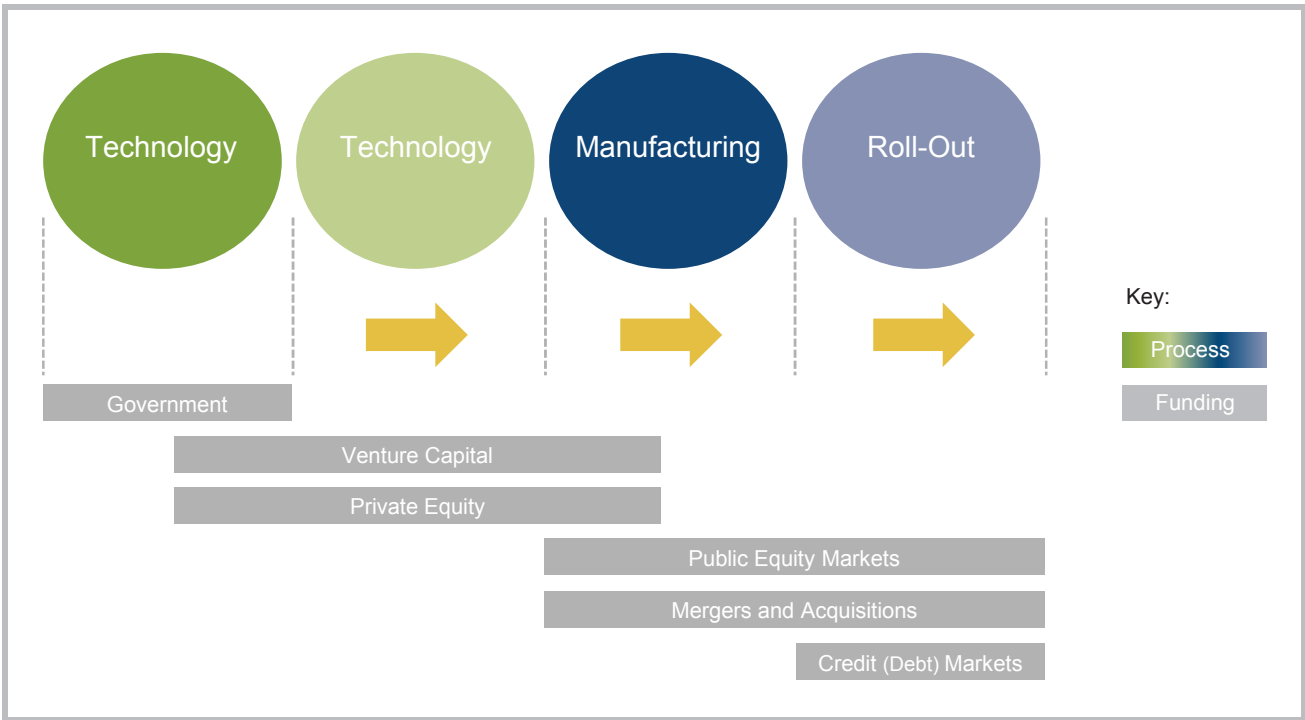 Technology
Technology
Manufacturing
Roll-Out
Key:
Process
Funding
Government
Venture Capital
Private Equity
Public Equity Markets
Mergers and Acquisitions
Credit (Debt) Markets